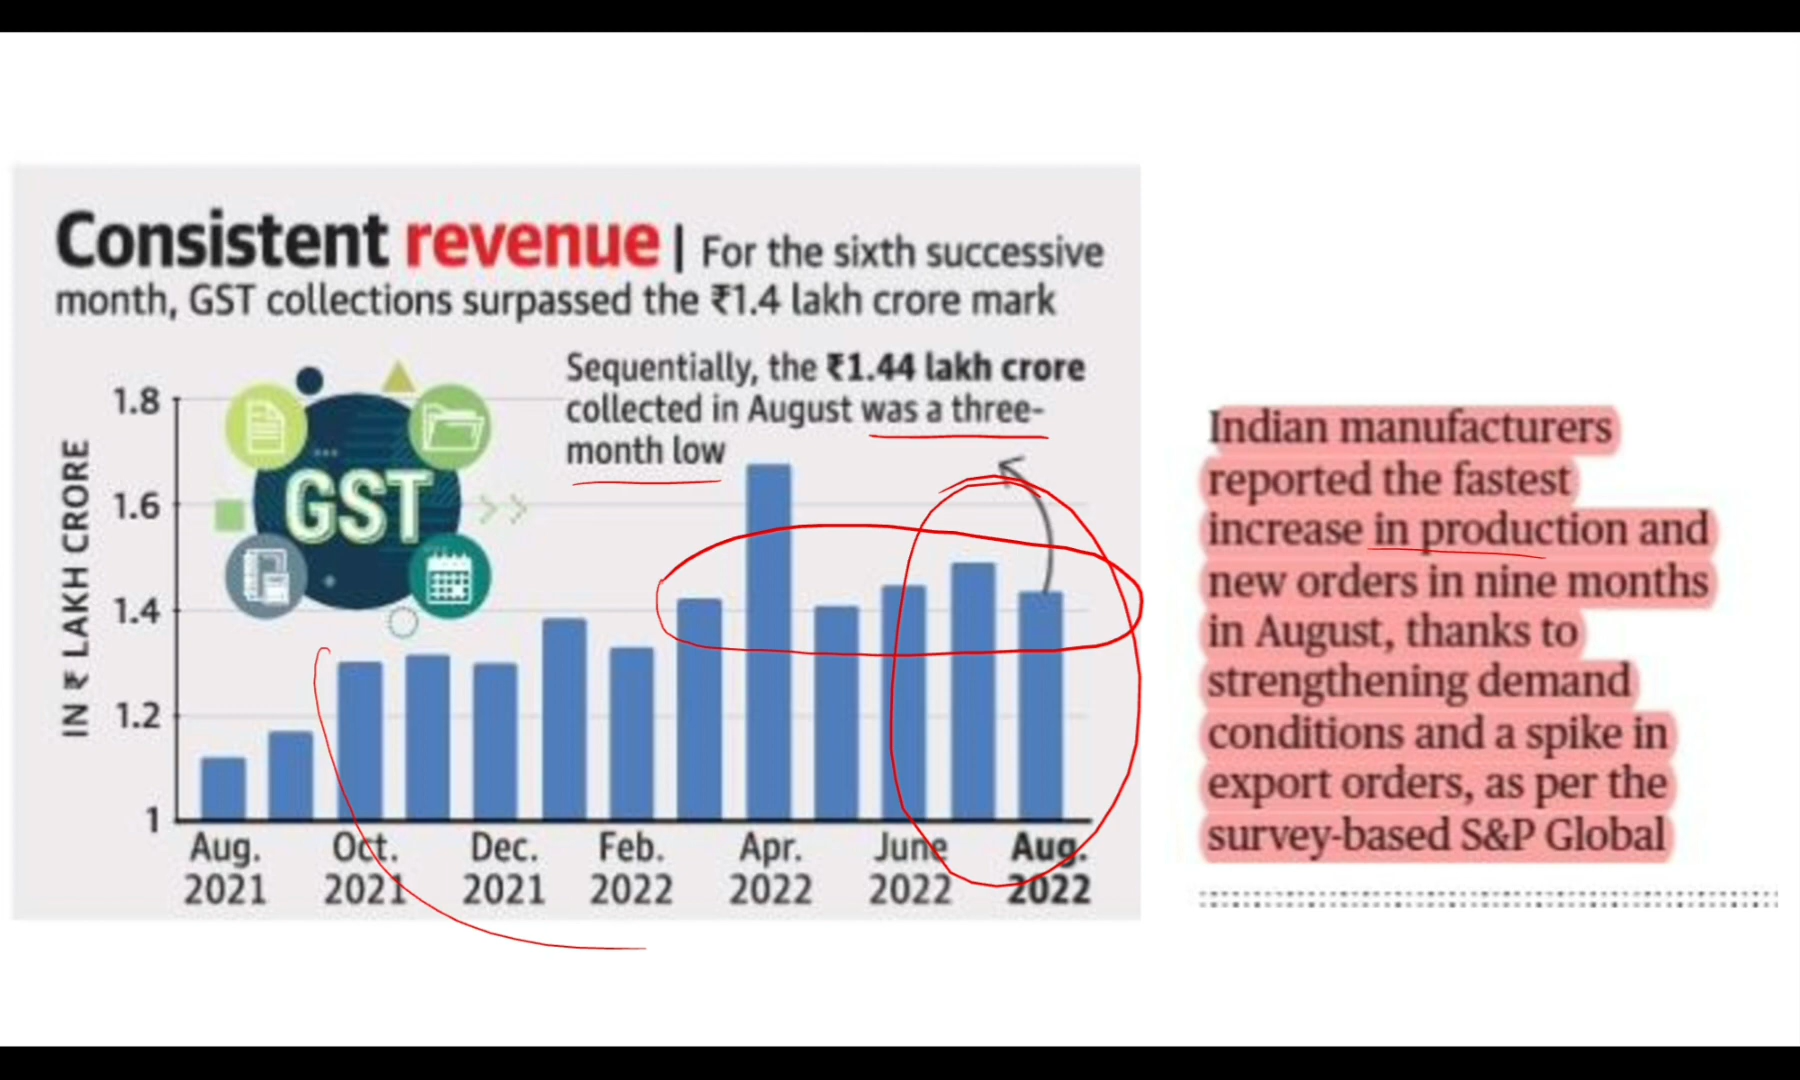 Consistent revenue | For the sixth successive
month, GST collections surpassed the ₹1.4 lakh crore mark
Sequentially, the ₹1.44 lakh crore
collected in August was a three-
month low
GST
IN ₹ LAKH CRORE
1.8
1.6
1.4
1.2
1
Aug. 2021
Oct. 2021
Dec. 2021
Feb. 2022
Apr. 2022
June 2022
Aug. 2022
Indian manufacturers
reported the fastest
increase in production and
new orders in nine months
in August, thanks to
strengthening demand
conditions and a spike in
export orders, as per the
survey-based S&P Global